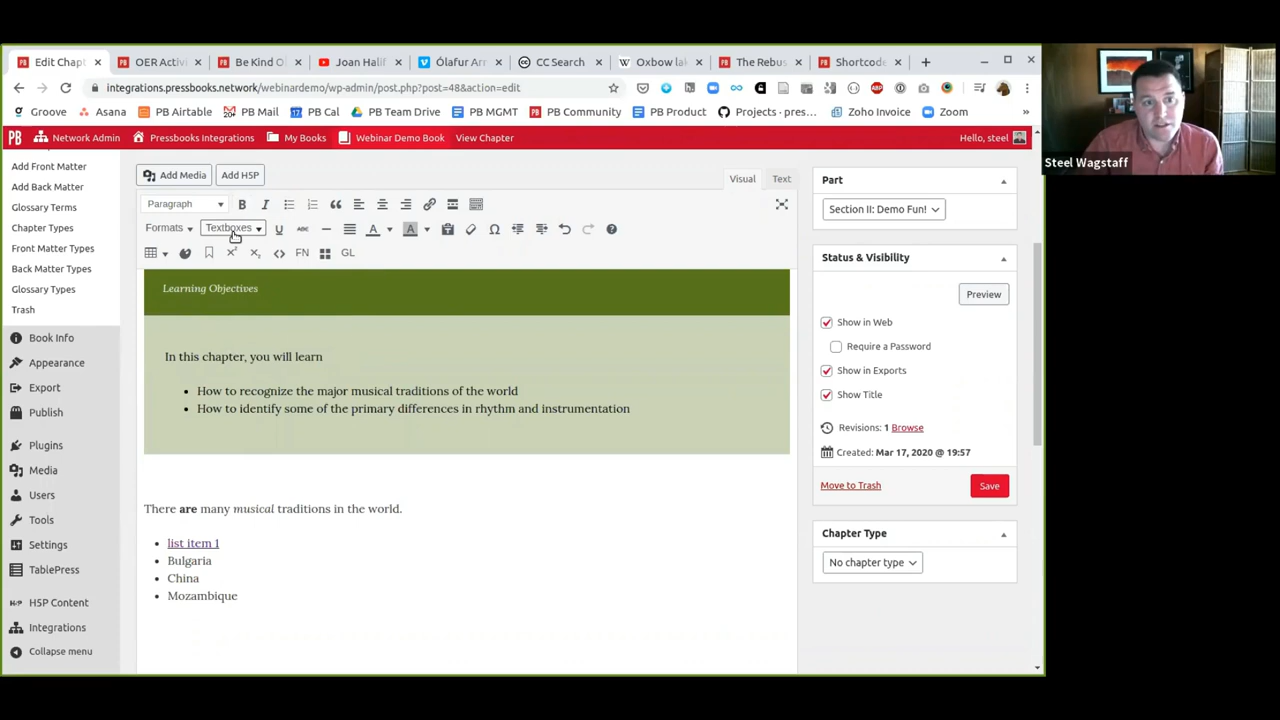 Edit Chapt
OER Activi
Be Kind O
Joan Halif
Ólafur Arn
CC Search
Oxbow lak
The Rebus
Shortcode
integrations.pressbooks.network/webinardemo/wp-admin/post.php?post=48&action=edit
Groove
Asana
PB Airtable
PB Mail
PB Cal
PB Team Drive
PB MGMT
PB Community
PB Product
Projects · pres...
Zoho Invoice
Zoom
PB
Network Admin
Pressbooks Integrations
My Books
Webinar Demo Book
View Chapter
Hello, steel
Add Front Matter
Add Back Matter
Glossary Terms
Chapter Types
Front Matter Types
Back Matter Types
Glossary Types
Trash
Book Info
Appearance
Export
Publish
Plugins
Media
Users
Tools
Settings
TablePress
H5P Content
Integrations
Collapse menu
Add Media
Add H5P
Visual
Text
Paragraph
Formats
Textboxes
FN
GL
Learning Objectives
In this chapter, you will learn
• How to recognize the major musical traditions of the world
• How to identify some of the primary differences in rhythm and instrumentation
There are many musical traditions in the world.
• list item 1
• Bulgaria
• China
• Mozambique
Part
Section II: Demo Fun!
Status & Visibility
Preview
Show in Web
Require a Password
Show in Exports
Show Title
Revisions: 1 Browse
Created: Mar 17, 2020 @ 19:57
Move to Trash
Save
Chapter Type
No chapter type
Steel Wagstaff